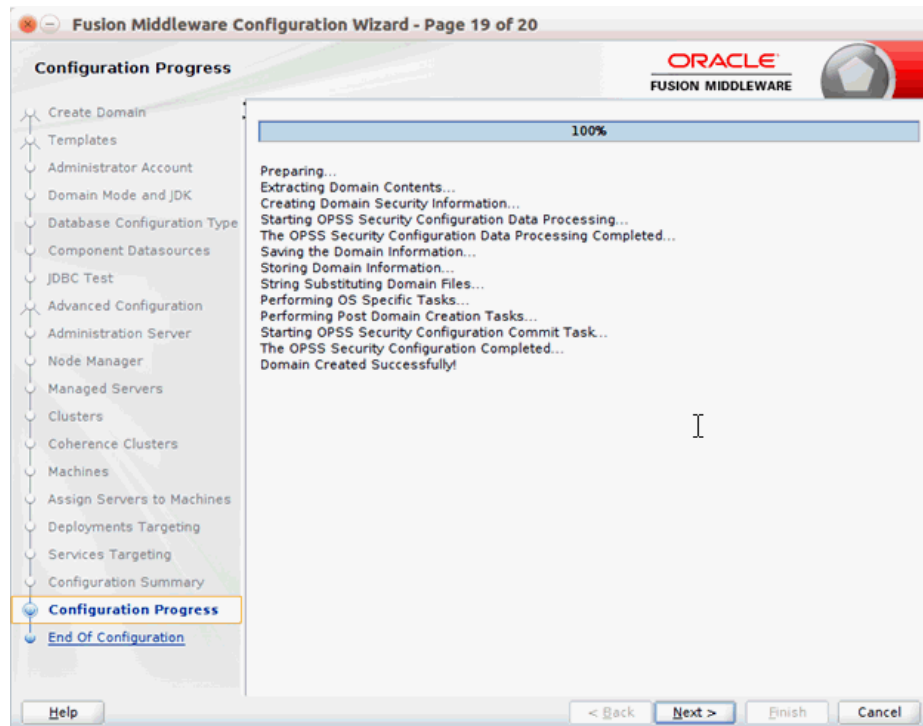 Fusion Middleware Configuration Wizard - Page 19 of 20
Configuration Progress
ORACLE
FUSION MIDDLEWARE
Create Domain
Templates
Administrator Account
Domain Mode and JDK
Database Configuration Type
Component Datasources
JDBC Test
Advanced Configuration
Administration Server
Node Manager
Managed Servers
Clusters
Coherence Clusters
Machines
Assign Servers to Machines
Deployments Targeting
Services Targeting
Configuration Summary
Configuration Progress
End Of Configuration
100%
Preparing...
Extracting Domain Contents...
Creating Domain Security Information...
Starting OPSS Security Configuration Data Processing...
The OPSS Security Configuration Data Processing Completed...
Saving the Domain Information...
Storing Domain Information...
String Substituting Domain Files...
Performing OS Specific Tasks...
Performing Post Domain Creation Tasks...
Starting OPSS Security Configuration Commit Task...
The OPSS Security Configuration Completed...
Domain Created Successfully!
Help
< Back
Next >
Finish
Cancel